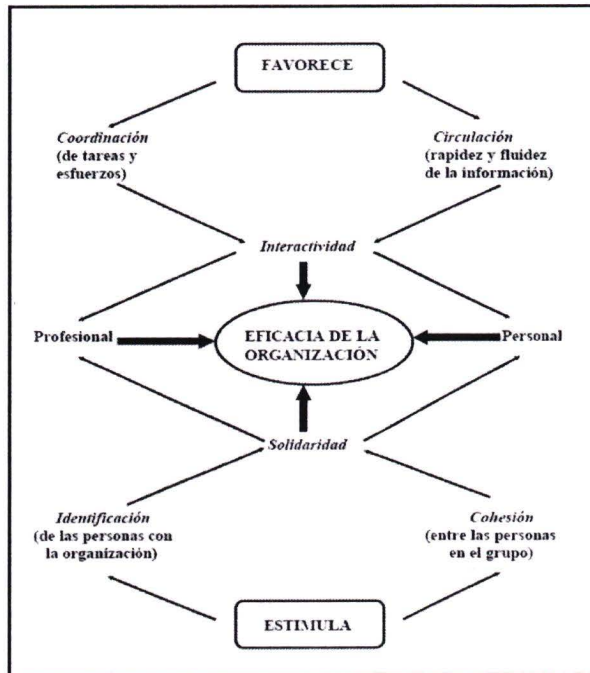 FAVORECE
Coordinación
(de tareas y
esfuerzos)
Circulación
(rapidez y fluidez
de la información)
Interactividad
Profesional
EFICACIA DE LA
ORGANIZACIÓN
Personal
Solidaridad
Identificación
(de las personas con
la organización)
Cohesión
(entre las personas
en el grupo)
ESTIMULA